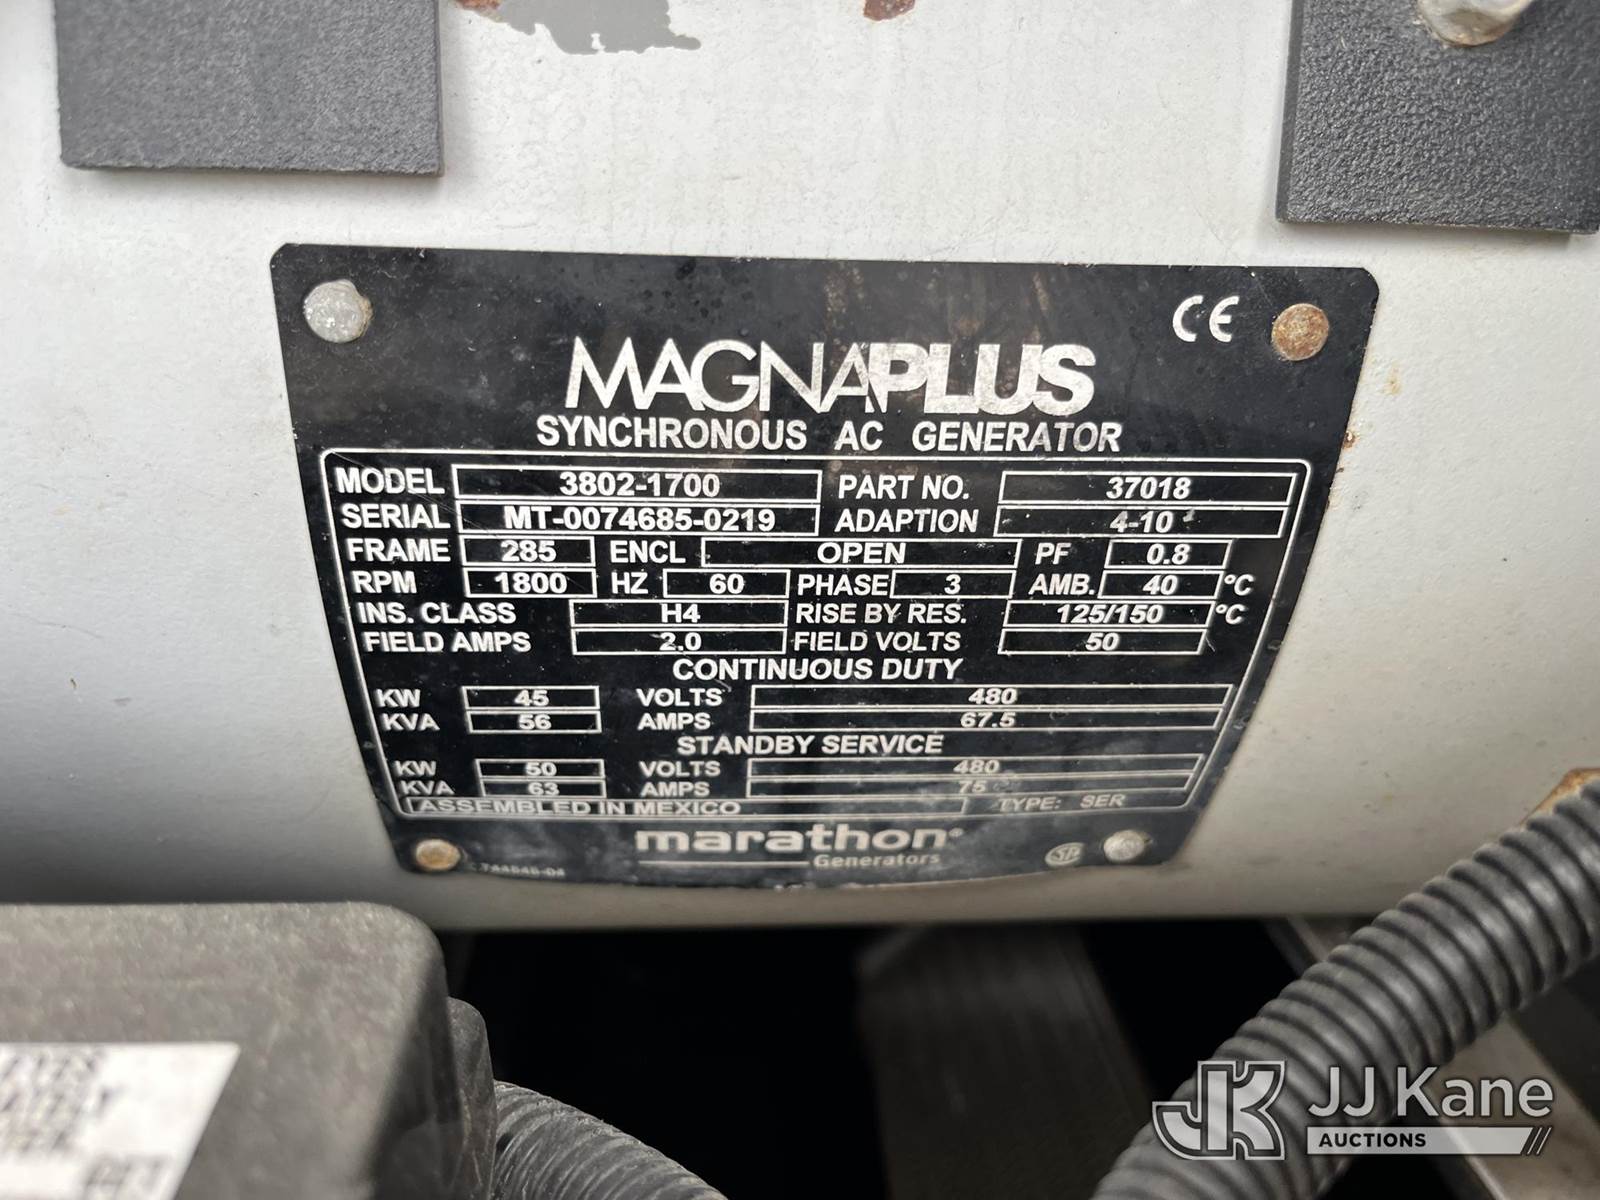 CE
MAGNAPLUS
SYNCHRONOUS AC GENERATOR
MODEL 3802-1700 PART NO. 37018
SERIAL MT-0074685-0219 ADAPTION 4-10
FRAME 285 ENCL OPEN PF 0.8
RPM 1800 HZ 60 PHASE 3 AMB. 40 °C
INS. CLASS H4 RISE BY RES. 125/150 °C
FIELD AMPS 2.0 FIELD VOLTS 50
CONTINUOUS DUTY
KW 45 VOLTS 480
KVA 56 AMPS 67.5
STANDBY SERVICE
KW 50 VOLTS 480
KVA 63 AMPS 75
ASSEMBLED IN MEXICO TYPE: SER
marathon®
Generators
JJ Kane
AUCTIONS